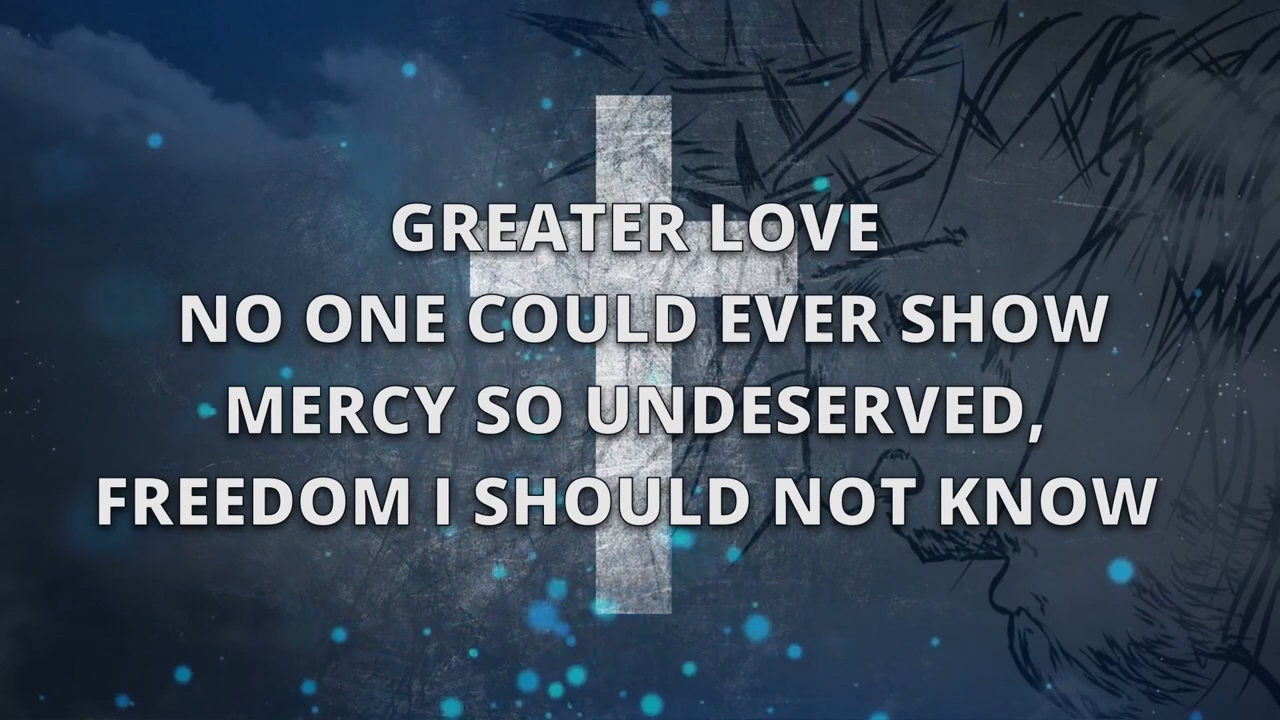 GREATER LOVE
NO ONE COULD EVER SHOW
MERCY SO UNDESERVED,
FREEDOM I SHOULD NOT KNOW